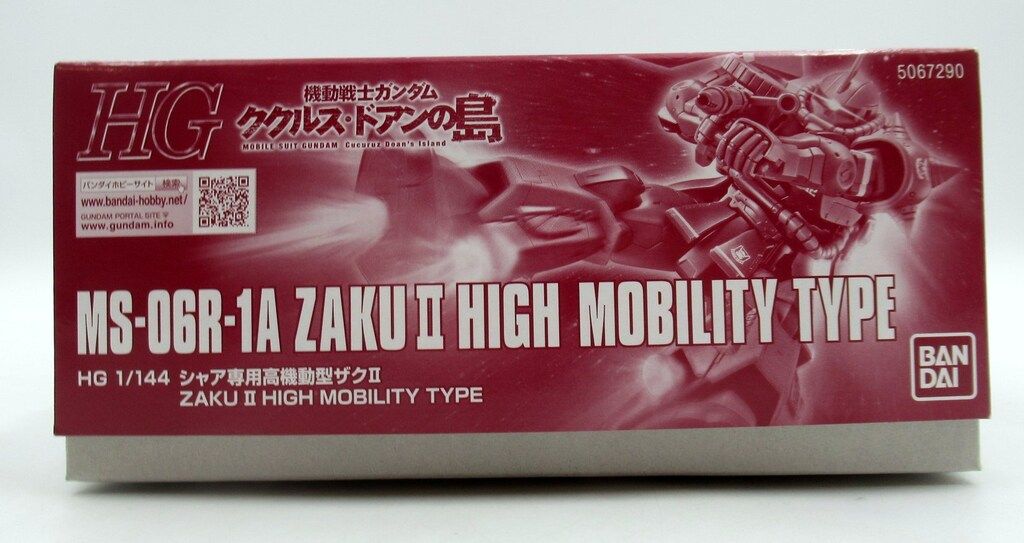 5067290
HG
機動戦士ガンダム
ククルス・ドアンの島
MOBILE SUIT GUNDAM Cucuruz Doan's Island
バンダイホビーサイト 検索
www.bandai-hobby.net/
GUNDAM PORTAL SITE
www.gundam.info
MS-06R-1A ZAKU II HIGH MOBILITY TYPE
HG 1/144 シャア専用高機動型ザクII
ZAKU II HIGH MOBILITY TYPE
BAN
DAI